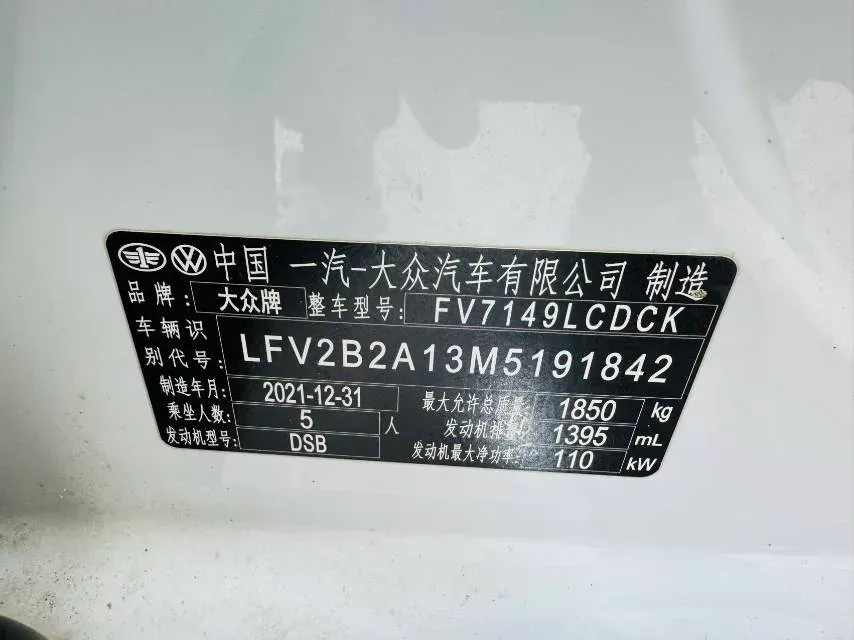 中国 一汽-大众汽车有限公司 制造
品牌: 大众牌 整车型号: FV7149LCDCK
车辆识别代号: LFV2B2A13M5191842
制造年月: 2021-12-31 最大允许总质量: 1850 kg
乘坐人数: 5 人 发动机排量: 1395 mL
发动机型号: DSB 发动机最大净功率: 110 kW